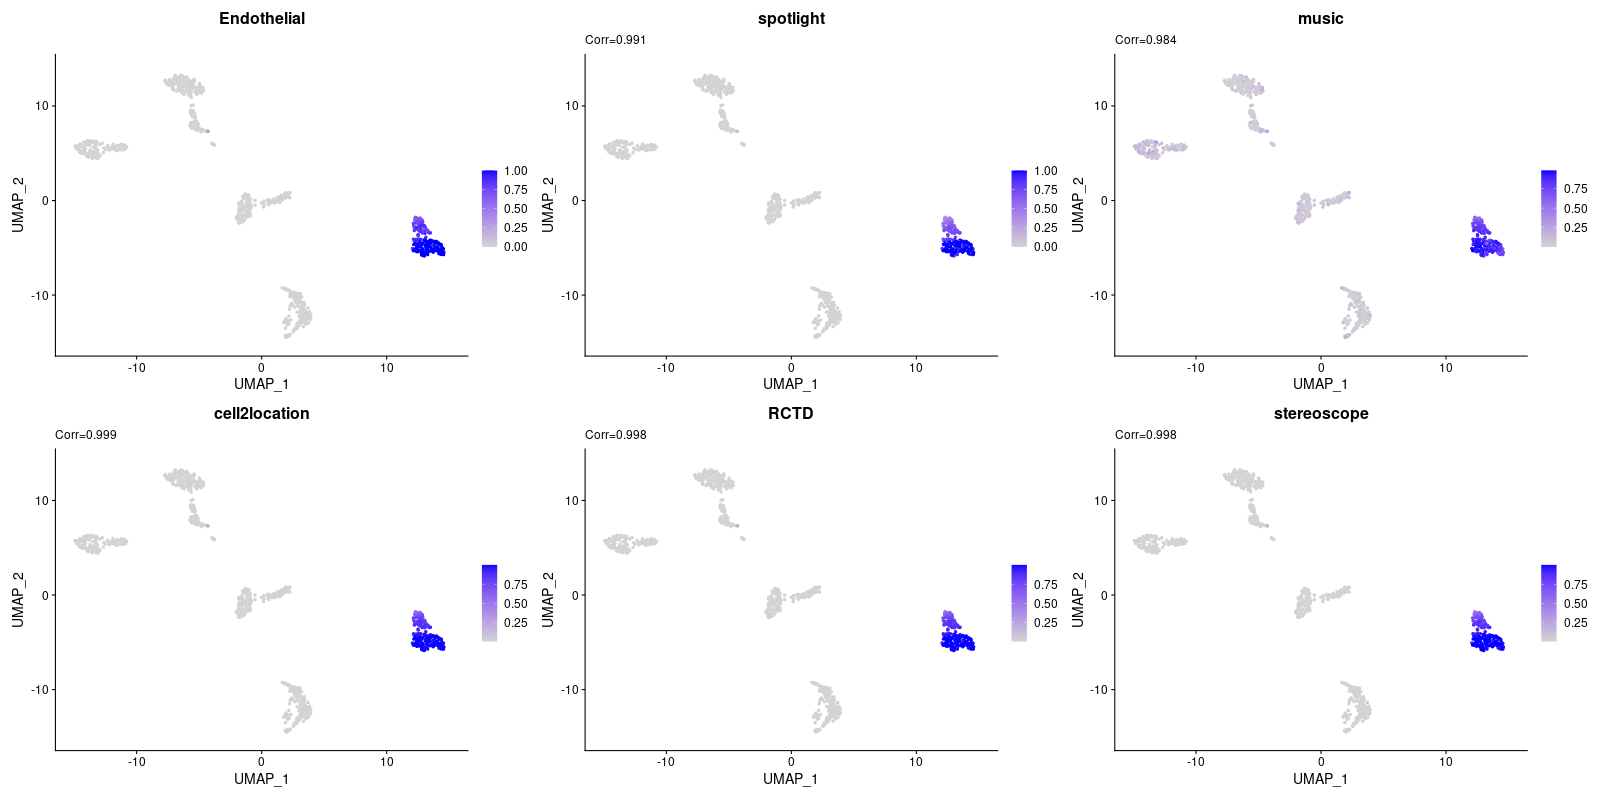 Endothelial
UMAP_2
10
0
-10
-10
0
10
UMAP_1
1.00
0.75
0.50
0.25
0.00
spotlight
Corr=0.991
UMAP_2
10
0
-10
-10
0
10
UMAP_1
1.00
0.75
0.50
0.25
0.00
music
Corr=0.984
UMAP_2
10
0
-10
-10
0
10
UMAP_1
0.75
0.50
0.25
cell2location
Corr=0.999
UMAP_2
10
0
-10
-10
0
10
UMAP_1
0.75
0.50
0.25
RCTD
Corr=0.998
UMAP_2
10
0
-10
-10
0
10
UMAP_1
0.75
0.50
0.25
stereoscope
Corr=0.998
UMAP_2
10
0
-10
-10
0
10
UMAP_1
0.75
0.50
0.25